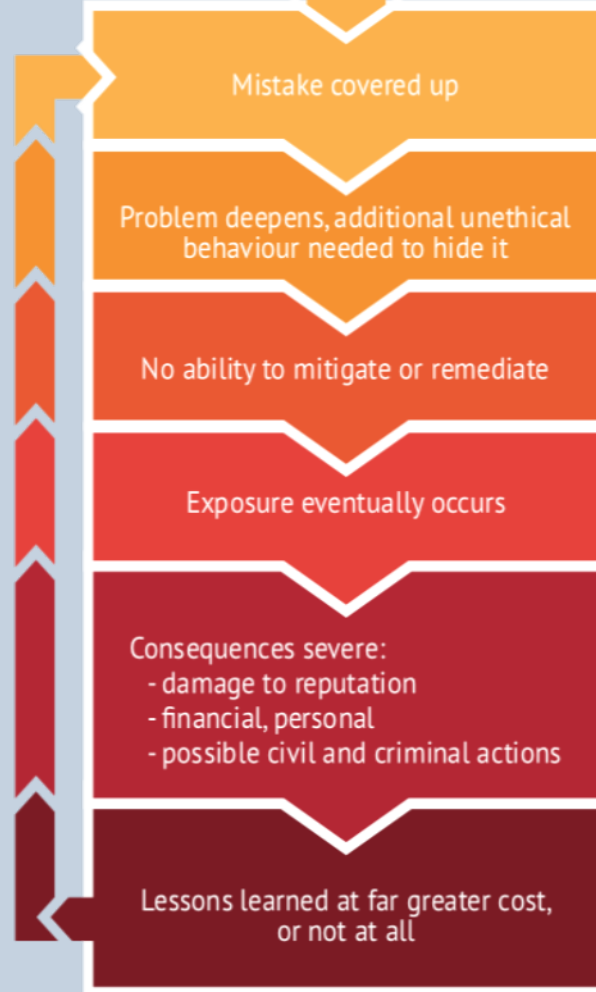 Mistake covered up
Problem deepens, additional unethical
behaviour needed to hide it
No ability to mitigate or remediate
Exposure eventually occurs
Consequences severe:
- damage to reputation
- financial, personal
- possible civil and criminal actions
Lessons learned at far greater cost,
or not at all